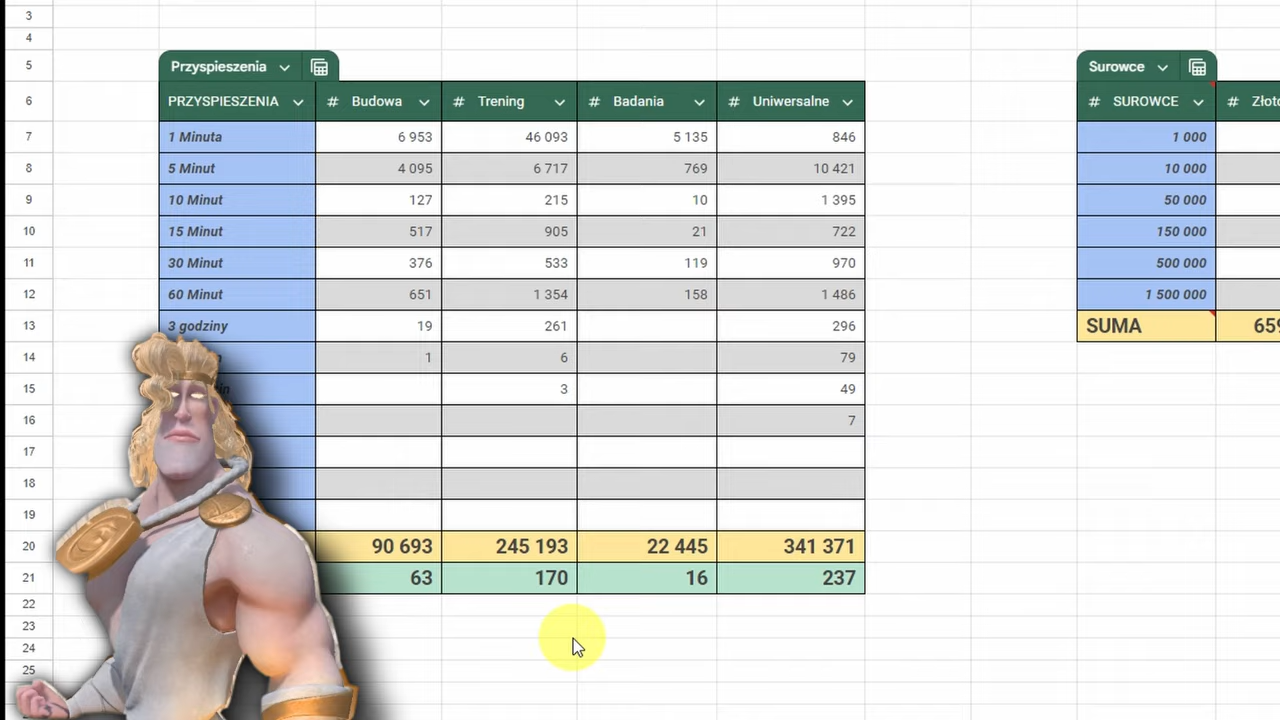 3
4
5 Przyspieszenia Surowce
6 PRZYSPIESZENIA # Budowa # Trening # Badania # Uniwersalne # SUROWCE #
7 1 Minuta 6 953 46 093 5 135 846 1 000
8 5 Minut 4 095 6 717 769 10 421 10 000
9 10 Minut 127 215 10 1 395 50 000
10 15 Minut 517 905 21 722 150 000
11 30 Minut 376 533 119 970 500 000
12 60 Minut 651 1 354 158 1 486 1 500 000
13 3 godziny 19 261 296 SUMA
14 1 6 79
15 3 49
16 7
17
18
19
20 90 693 245 193 22 445 341 371
21 63 170 16 237
22
23
24
25